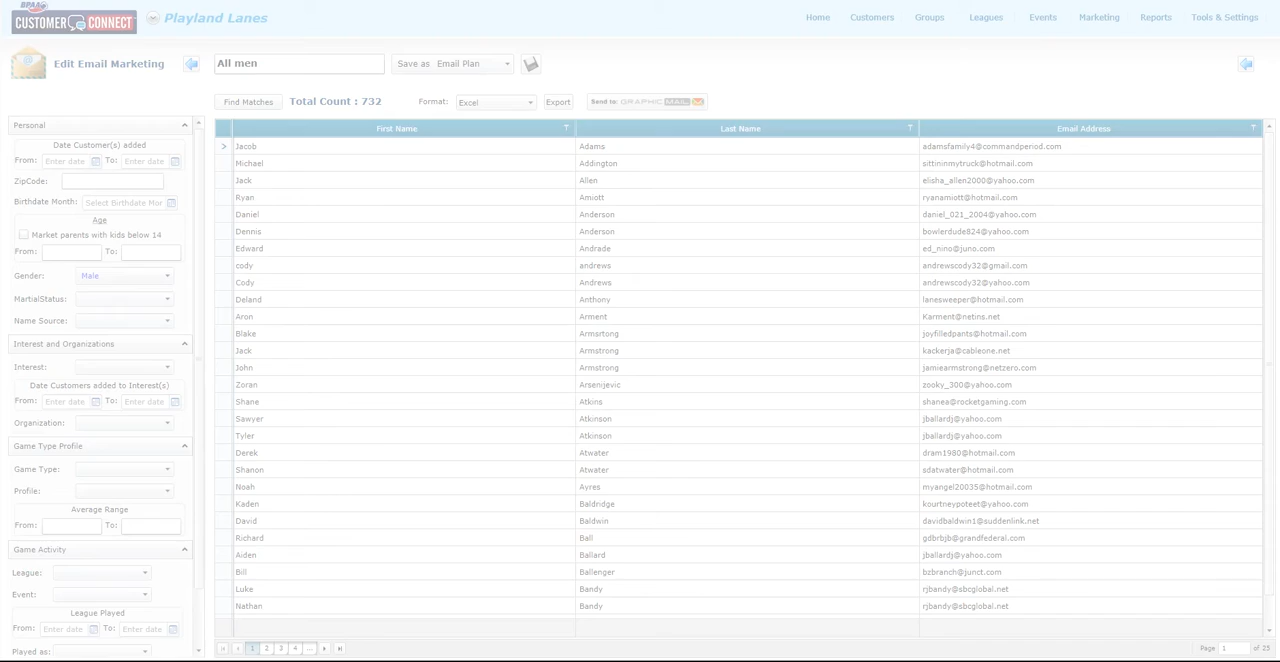 BPAA
CUSTOMER CONNECT
Playland Lanes
Home Customers Groups Leagues Events Marketing Reports Tools & Settings
Edit Email Marketing
All men
Save as Email Plan
Find Matches
Total Count : 732
Format: Excel
Export
Send to: GRAPHICMAIL
Personal
Date Customer(s) added
From: Enter date To: Enter date
ZipCode:
Birthdate Month: Select Birthdate Mor
Age
Market parents with kids below 14
From: To:
Gender: Male
MartialStatus:
Name Source:
Interest and Organizations
Interest:
Date Customers added to Interest(s)
From: Enter date To: Enter date
Organization:
Game Type Profile
Game Type:
Profile:
Average Range
From: To:
Game Activity
League:
Event:
League Played
From: Enter date To: Enter date
Played as:
First Name Last Name Email Address
> Jacob Adams adamsfamily4@commandperiod.com
Michael Addington sittininmytruck@hotmail.com
Jack Allen elisha_allen2000@yahoo.com
Ryan Amiott ryanamiott@hotmail.com
Daniel Anderson daniel_021_2004@yahoo.com
Dennis Anderson bowlerdude824@yahoo.com
Edward Andrade ed_nino@juno.com
cody andrews andrewscody32@gmail.com
Cody Andrews andrewscody32@yahoo.com
Deland Anthony lanesweeper@hotmail.com
Aron Arment Karment@netins.net
Blake Armsrtong joyfilledpants@hotmail.com
Jack Armstrong kackerja@cableone.net
John Armstrong jamiearmstrong@netzero.com
Zoran Arsenijevic zooky_300@yahoo.com
Shane Atkins shanea@rocketgaming.com
Sawyer Atkinson jballardj@yahoo.com
Tyler Atkinson jballardj@yahoo.com
Derek Atwater dram1980@hotmail.com
Shanon Atwater sdatwater@hotmail.com
Noah Ayres myangel20035@hotmail.com
Kaden Baldridge kourtneypoteet@yahoo.com
David Baldwin davidbaldwin1@suddenlink.net
Richard Ball gdbrbjb@grandfederal.com
Aiden Ballard jballardj@yahoo.com
Bill Ballenger bzbranch@junct.com
Luke Bandy rjbandy@sbcglobal.net
Nathan Bandy rjbandy@sbcglobal.net
1 2 3 4 ...
Page 1 of 25